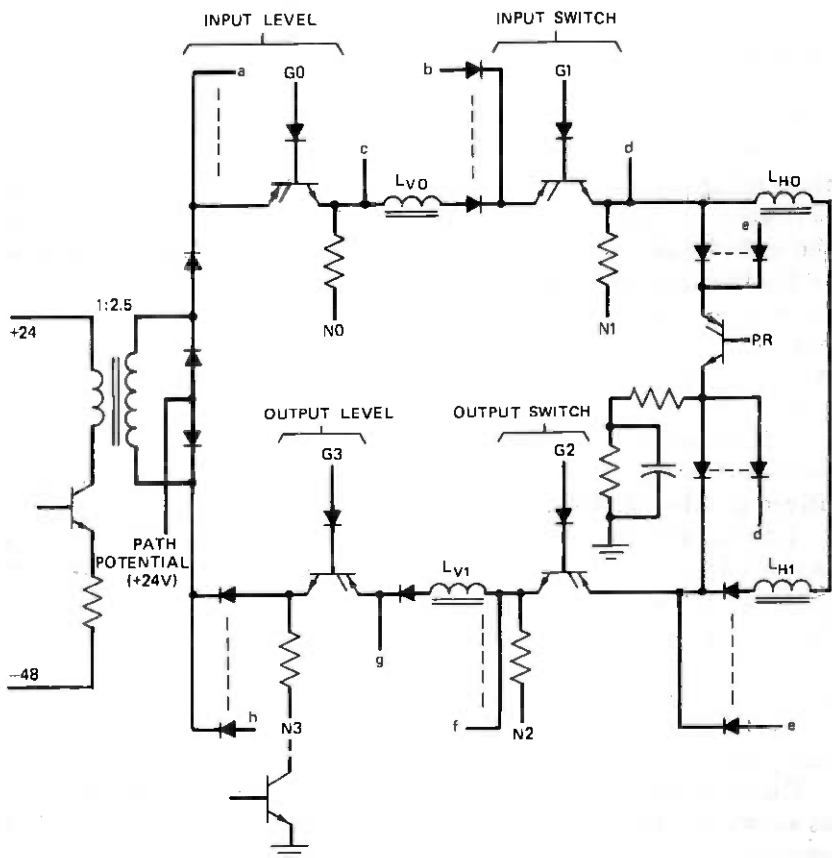 INPUT LEVEL
INPUT SWITCH
a
G0
b
G1
c
d
LV0
LH0
e
N0
N1
1:2.5
+24
PR
OUTPUT LEVEL
OUTPUT SWITCH
G3
G2
PATH
POTENTIAL
(+24V)
d
LV1
LH1
–48
g
h
N3
f
N2
e